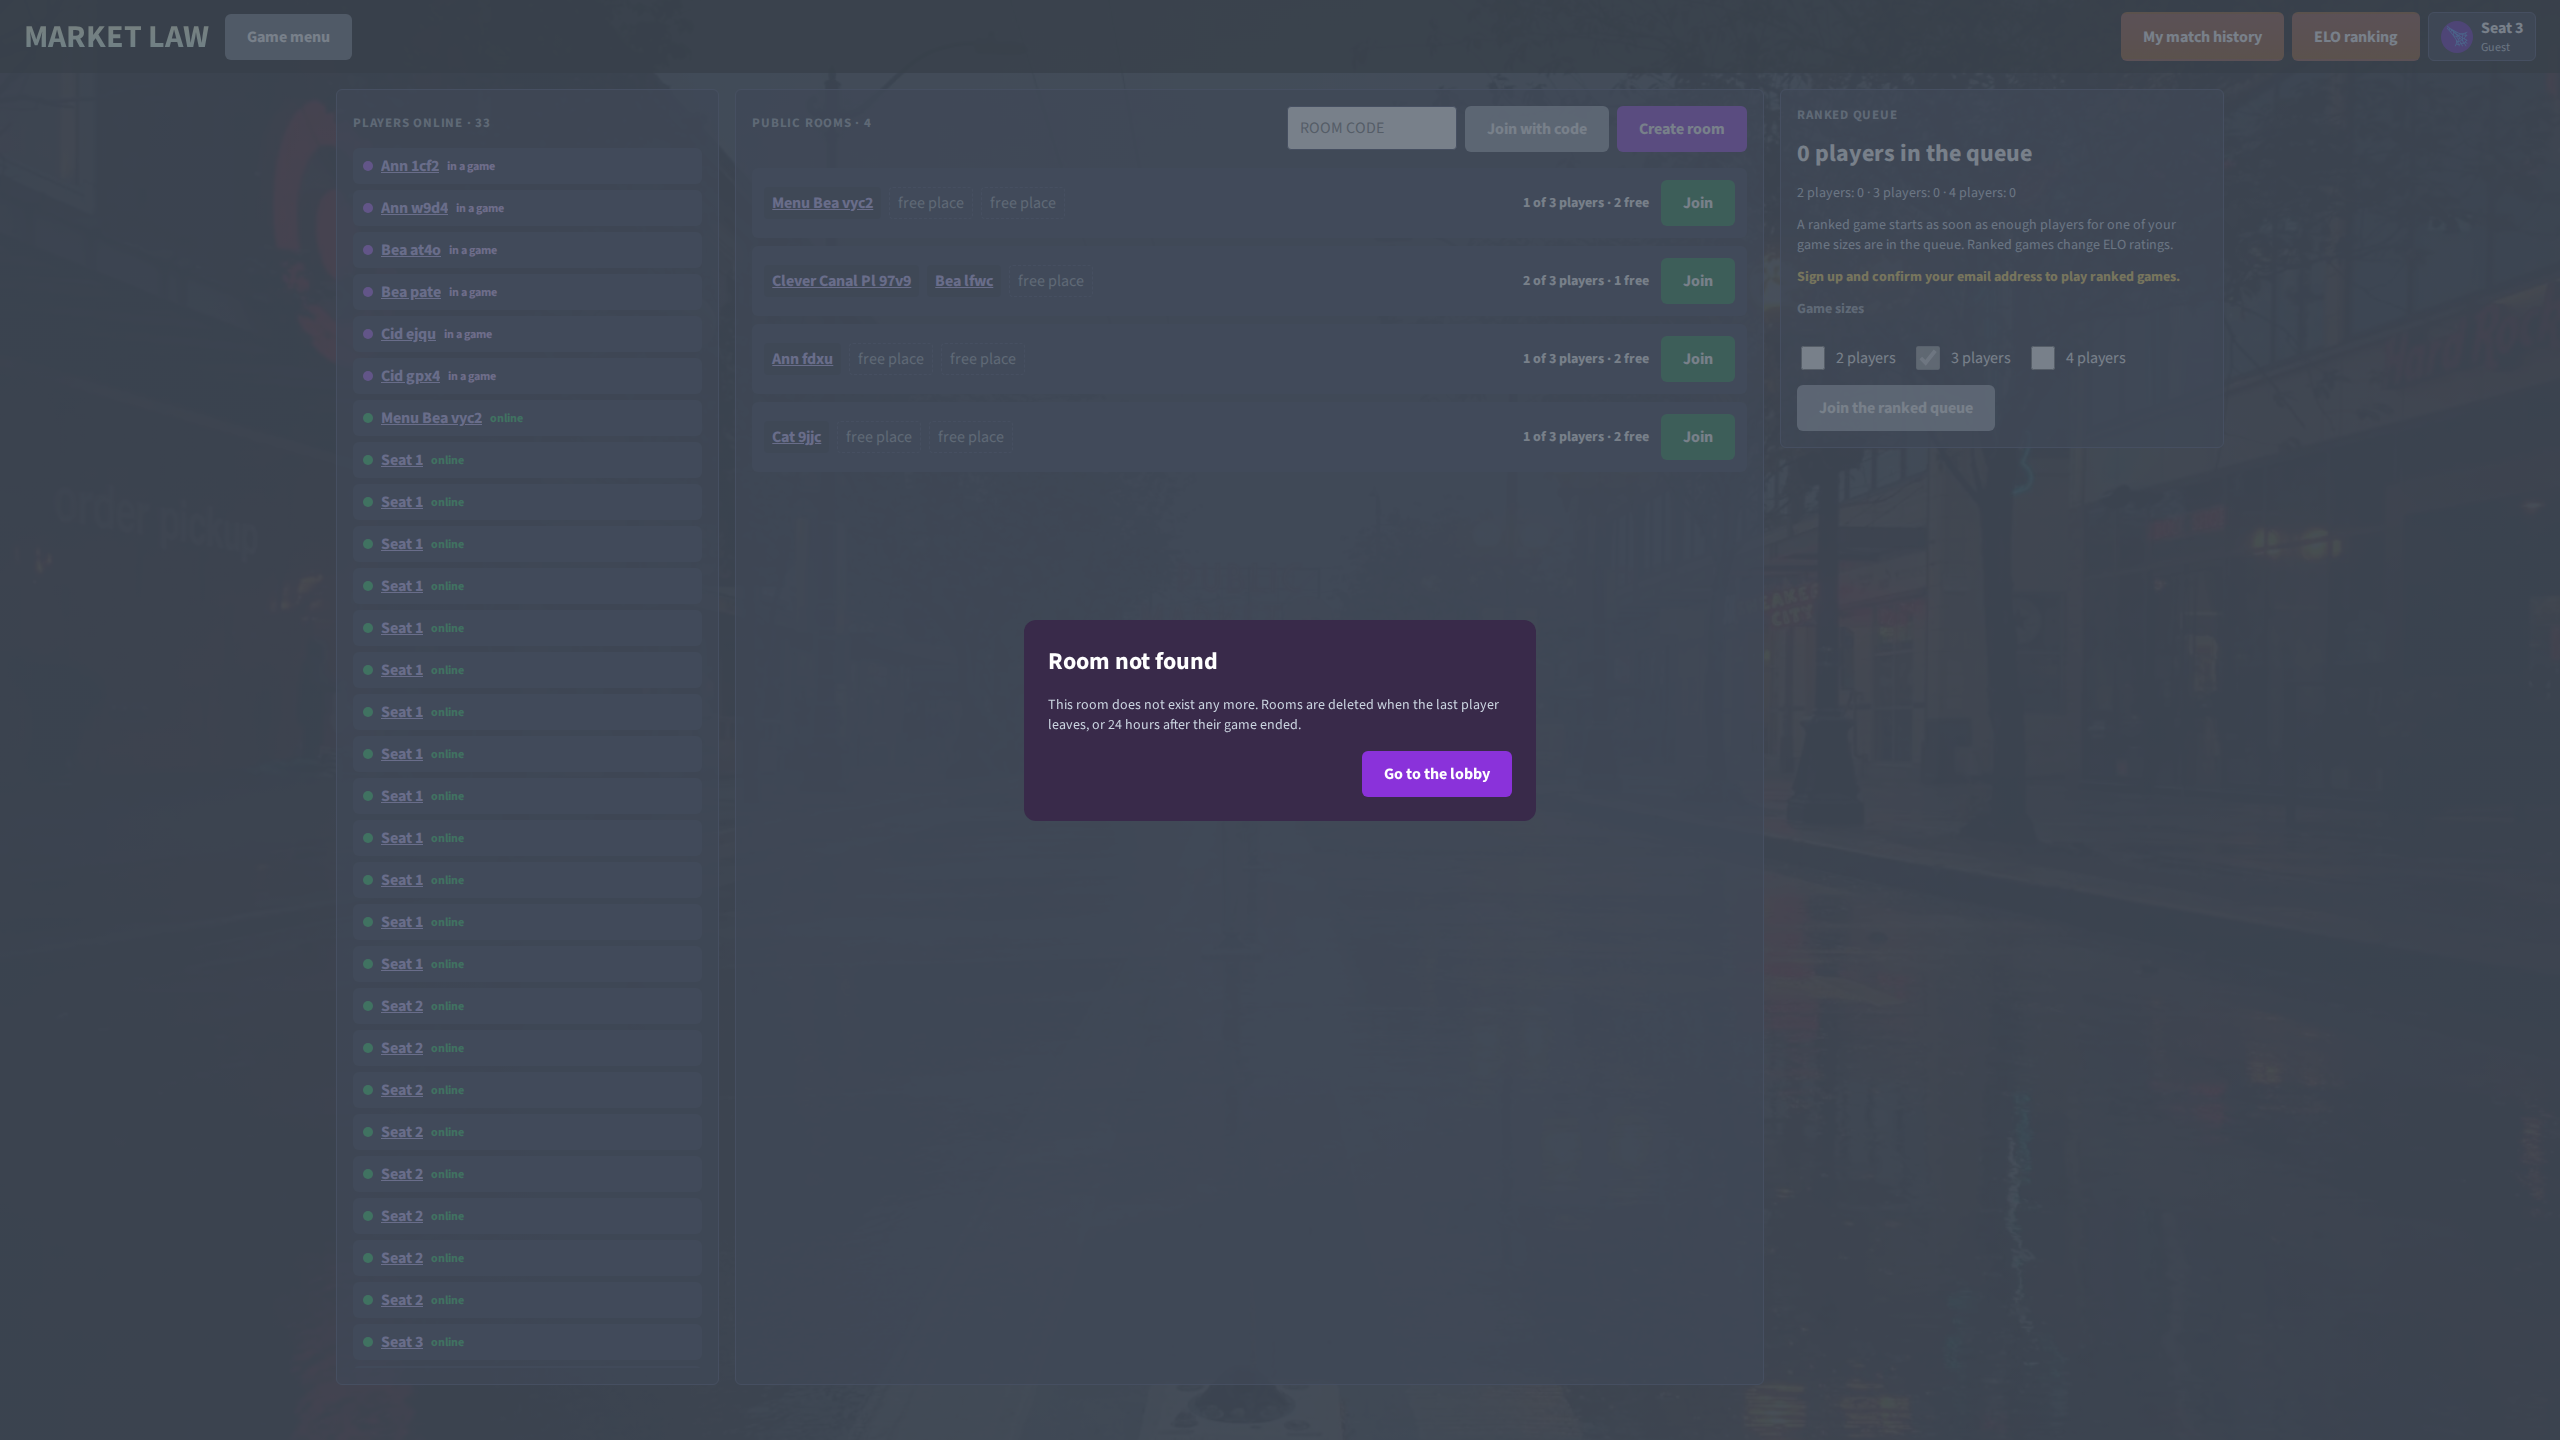 MARKET LAW
Game menu
My match history
ELO ranking
Seat 3
Guest
PLAYERS ONLINE · 33
Ann 1cf2 in a game
Ann w9d4 in a game
Bea at4o in a game
Bea pate in a game
Cid ejqu in a game
Cid gpx4 in a game
Menu Bea vyc2 online
Seat 1 online
Seat 1 online
Seat 1 online
Seat 1 online
Seat 1 online
Seat 1 online
Seat 1 online
Seat 1 online
Seat 1 online
Seat 1 online
Seat 1 online
Seat 1 online
Seat 1 online
Seat 2 online
Seat 2 online
Seat 2 online
Seat 2 online
Seat 2 online
Seat 2 online
Seat 2 online
Seat 2 online
Seat 3 online
PUBLIC ROOMS · 4
ROOM CODE
Join with code
Create room
Menu Bea vyc2 free place free place 1 of 3 players · 2 free Join
Clever Canal Pl 97v9 Bea lfwc free place 2 of 3 players · 1 free Join
Ann fdxu free place free place 1 of 3 players · 2 free Join
Cat 9jjc free place free place 1 of 3 players · 2 free Join
RANKED QUEUE
0 players in the queue
2 players: 0 · 3 players: 0 · 4 players: 0
A ranked game starts as soon as enough players for one of your
game sizes are in the queue. Ranked games change ELO ratings.
Sign up and confirm your email address to play ranked games.
Game sizes
2 players 3 players 4 players
Join the ranked queue
Room not found
This room does not exist any more. Rooms are deleted when the last player
leaves, or 24 hours after their game ended.
Go to the lobby
order pickup